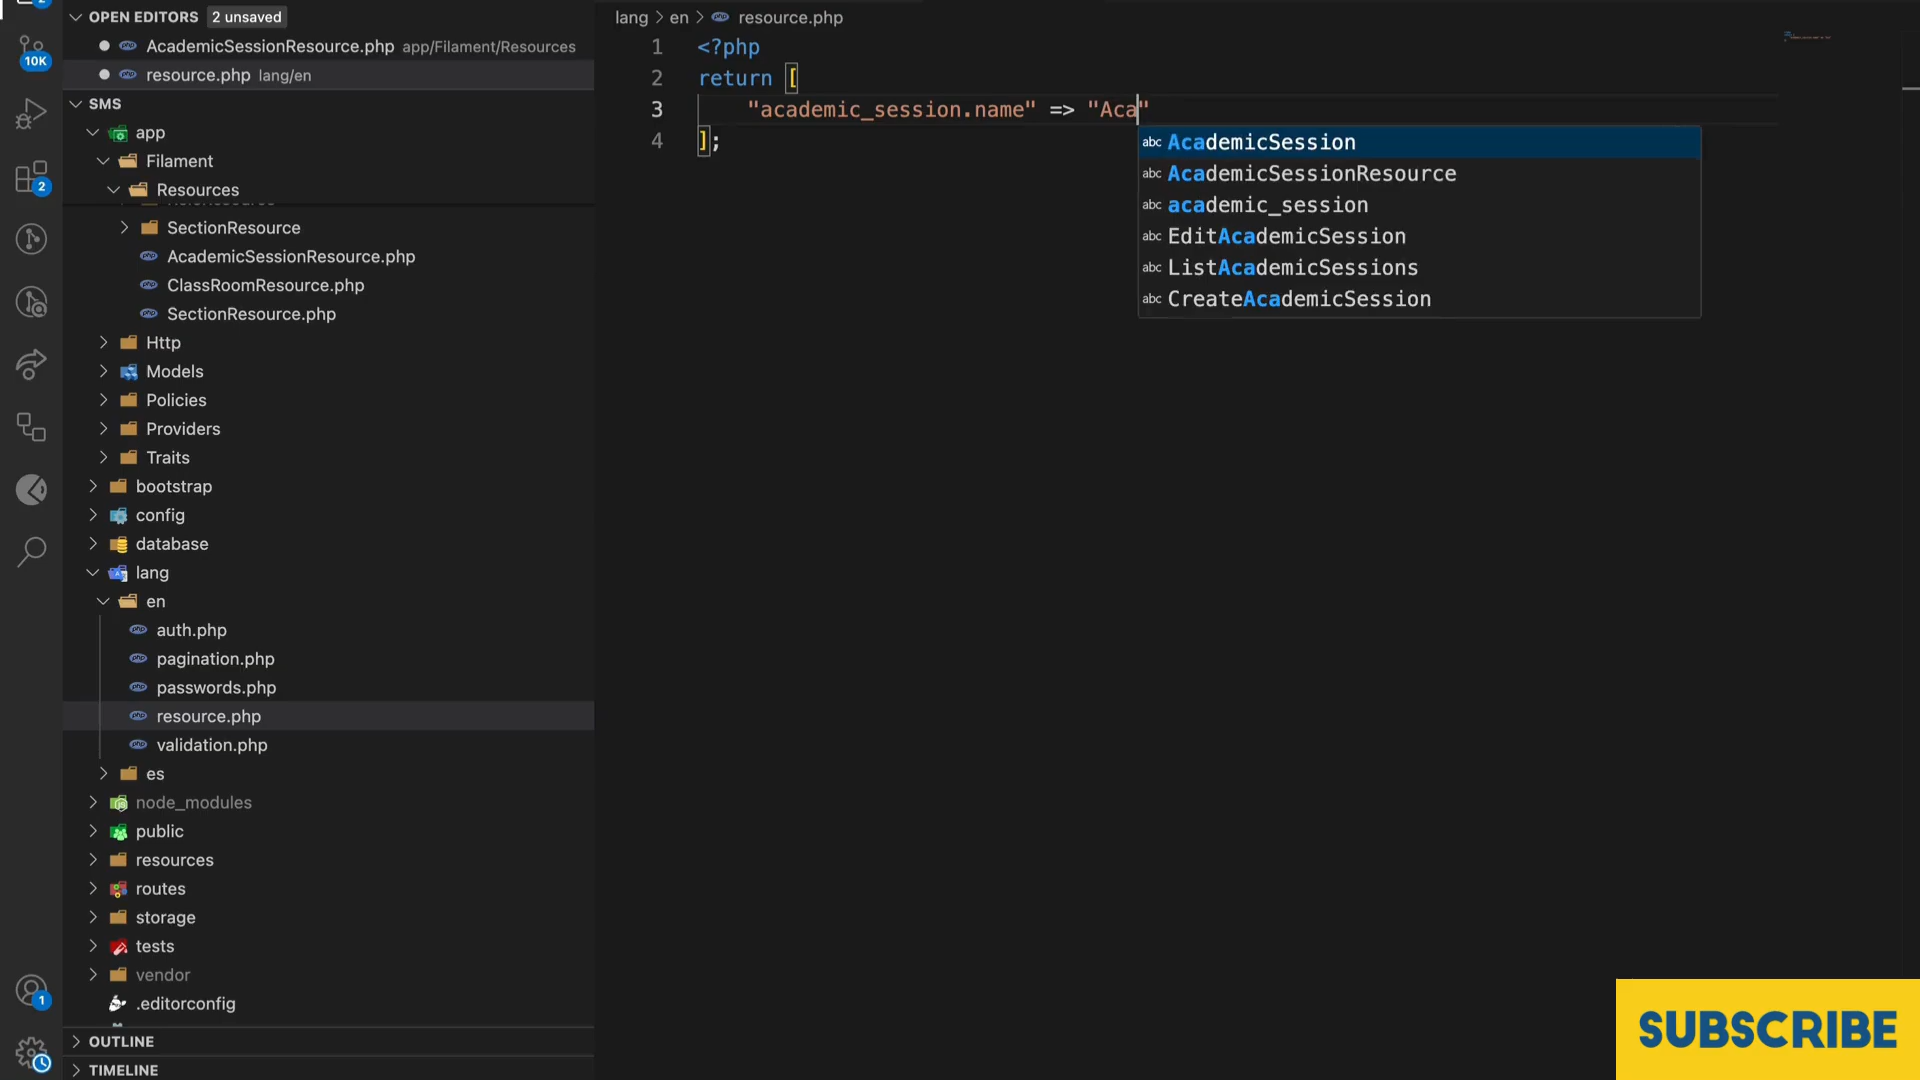 OPEN EDITORS 2 unsaved
AcademicSessionResource.php app/Filament/Resources
resource.php lang/en
10K
2
SMS
app
Filament
Resources
SectionResource
AcademicSessionResource.php
ClassRoomResource.php
SectionResource.php
Http
Models
Policies
Providers
Traits
bootstrap
config
database
lang
en
auth.php
pagination.php
passwords.php
resource.php
validation.php
es
node_modules
public
resources
routes
storage
tests
vendor
.editorconfig
1
OUTLINE
TIMELINE
lang > en > resource.php
1 <?php
2 return [
3 "academic_session.name" => "Aca"
4 ];
abc AcademicSession
abc AcademicSessionResource
abc academic_session
abc EditAcademicSession
abc ListAcademicSessions
abc CreateAcademicSession
SUBSCRIBE